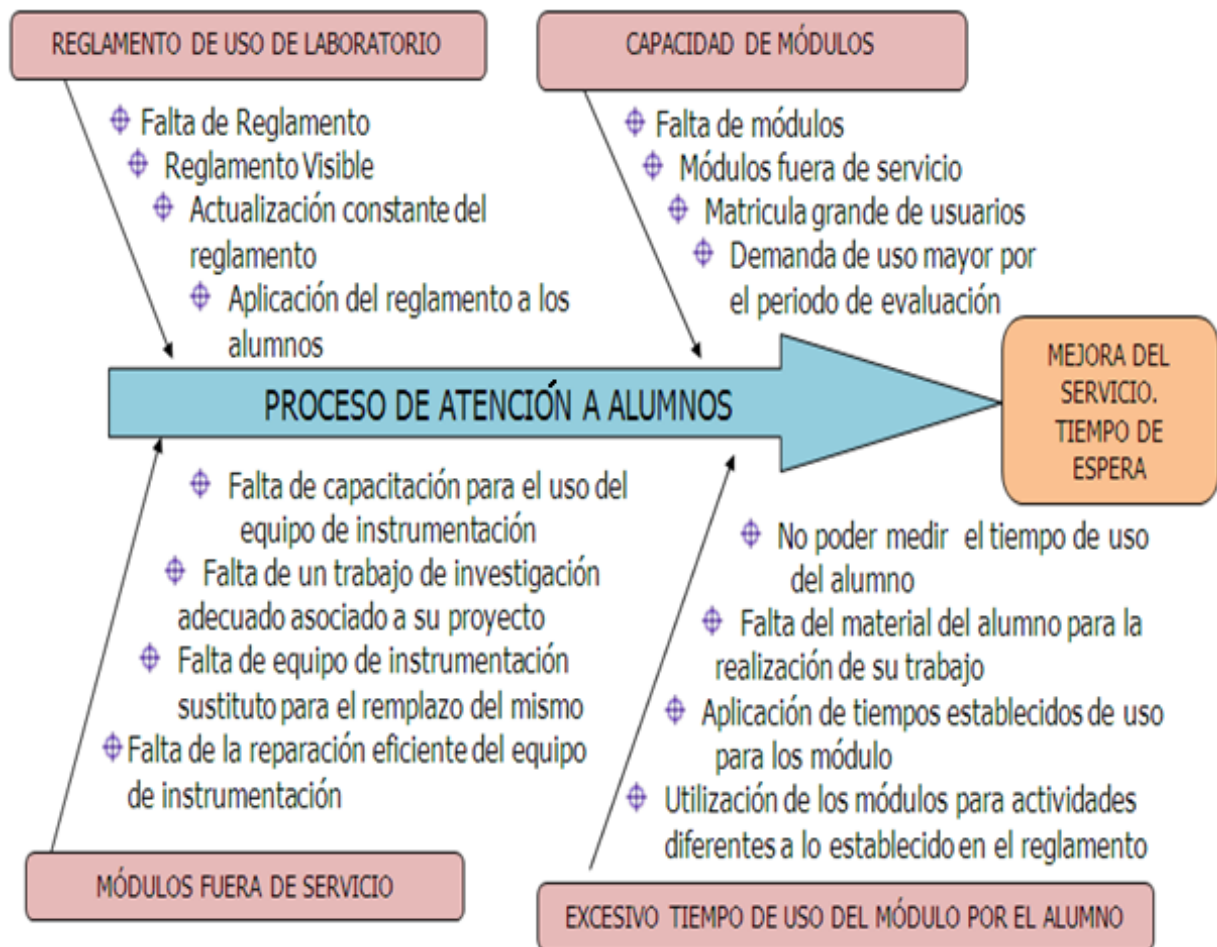 REGLAMENTO DE USO DE LABORATORIO
Falta de Reglamento
Reglamento Visible
Actualización constante del
reglamento
Aplicación del reglamento a los
alumnos
CAPACIDAD DE MÓDULOS
Falta de módulos
Módulos fuera de servicio
Matricula grande de usuarios
Demanda de uso mayor por
el periodo de evaluación
PROCESO DE ATENCIÓN A ALUMNOS
MEJORA DEL
SERVICIO.
TIEMPO DE
ESPERA
Falta de capacitación para el uso del
equipo de instrumentación
Falta de un trabajo de investigación
adecuado asociado a su proyecto
Falta de equipo de instrumentación
sustituto para el remplazo del mismo
Falta de la reparación eficiente del equipo
de instrumentación
MÓDULOS FUERA DE SERVICIO
No poder medir el tiempo de uso
del alumno
Falta del material del alumno para la
realización de su trabajo
Aplicación de tiempos establecidos de uso
para los módulo
Utilización de los módulos para actividades
diferentes a lo establecido en el reglamento
EXCESIVO TIEMPO DE USO DEL MÓDULO POR EL ALUMNO